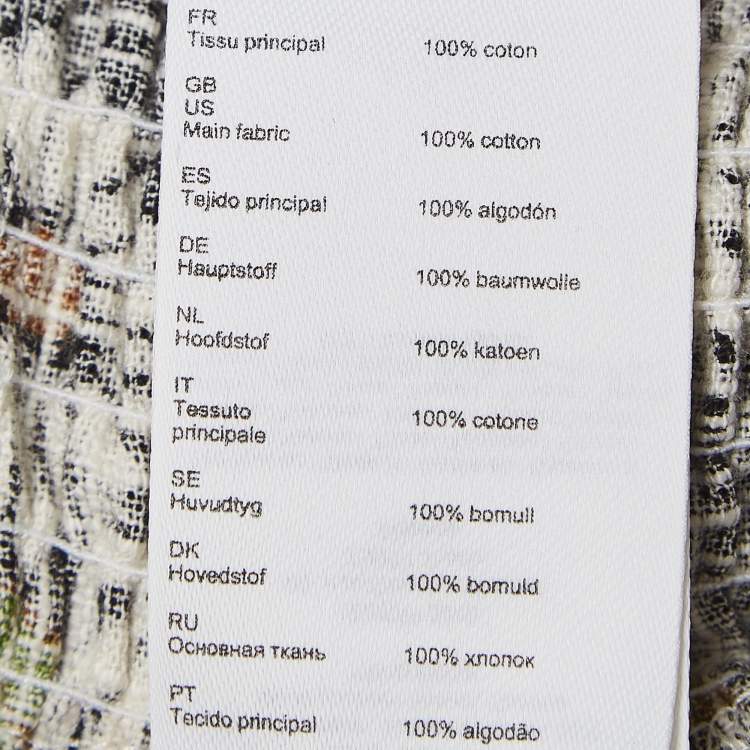 FR
Tissu principal 100% coton
GB
US
Main fabric 100% cotton
ES
Tejido principal 100% algodón
DE
Hauptstoff 100% baumwolle
NL
Hoofdstof 100% katoen
IT
Tessuto 100% cotone
principale
SE
Huvudtyg 100% bomull
DK
Hovedstof 100% bomuld
RU
Основная ткань 100% хлопок
PT
Tecido principal 100% algodão